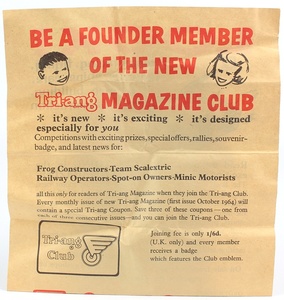 BE A FOUNDER MEMBER
OF THE NEW
Tri-ang MAGAZINE CLUB
* it's new * it's exciting * it's designed
especially for you
Competitions with exciting prizes, special offers, rallies, souvenir-
badge, and latest news for:
Frog Constructors·Team Scalextric
Railway Operators·Spot-on Owners·Minic Motorists
all this only for readers of Tri-ang Magazine when they join the Tri-ang Club.
Every monthly issue of new Tri-ang Magazine (first issue October 1964) will
contain a special Tri-ang Coupon. Save three of these coupons—one from
each of three consecutive issues—and you can join the Tri-ang Club.
Tri-ang
Club
Joining fee is only 1/6d.
(U.K. only) and every member
receives a badge
which features the Club emblem.